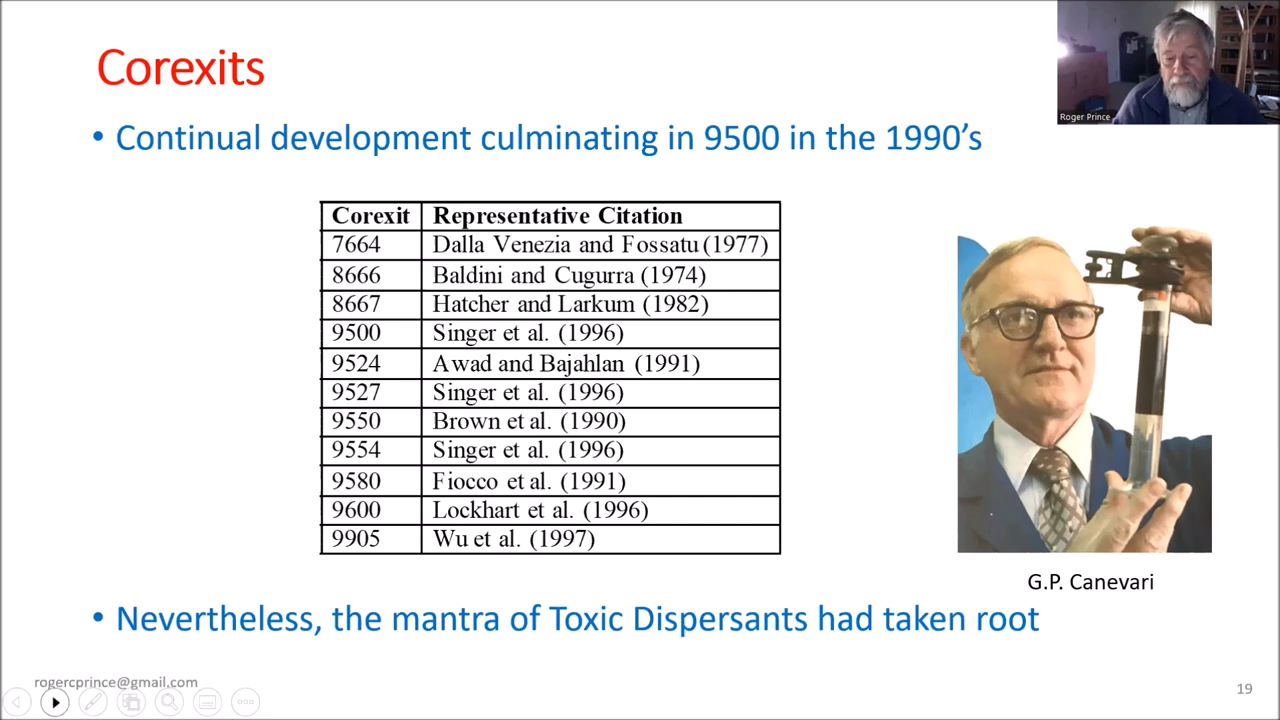 Corexits
Roger Prince
• Continual development culminating in 9500 in the 1990’s
Corexit Representative Citation
7664 Dalla Venezia and Fossatu (1977)
8666 Baldini and Cugurra (1974)
8667 Hatcher and Larkum (1982)
9500 Singer et al. (1996)
9524 Awad and Bajahlan (1991)
9527 Singer et al. (1996)
9550 Brown et al. (1990)
9554 Singer et al. (1996)
9580 Fiocco et al. (1991)
9600 Lockhart et al. (1996)
9905 Wu et al. (1997)
G.P. Canevari
• Nevertheless, the mantra of Toxic Dispersants had taken root
rogercprince@gmail.com
19